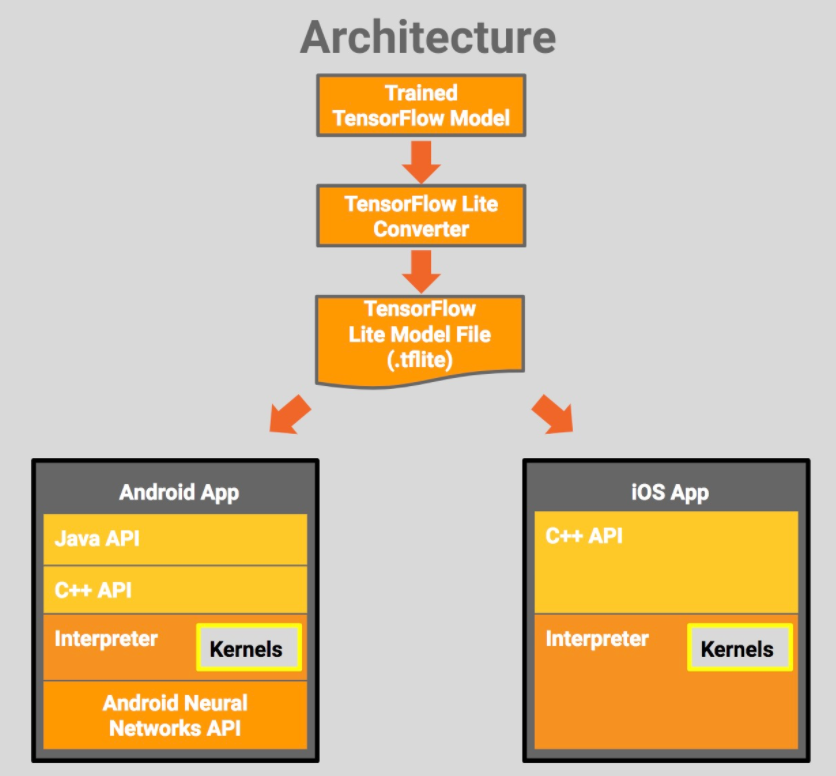 Architecture
Trained
TensorFlow Model
TensorFlow Lite
Converter
TensorFlow
Lite Model File
(.tflite)
Android App
Java API
C++ API
Interpreter
Kernels
Android Neural
Networks API
iOS App
C++ API
Interpreter
Kernels